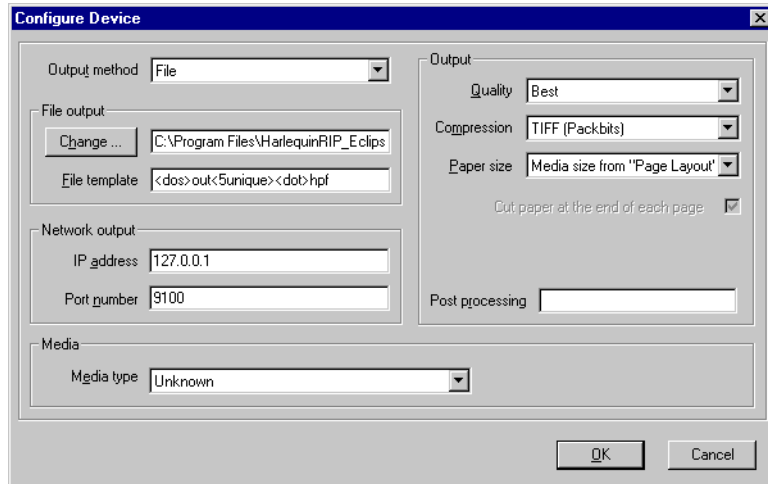 Configure Device
Output method File
File output
Change ... C:\Program Files\HarlequinRIP_Eclips
File template <dos>out<5unique><dot>hpf
Network output
IP address 127.0.0.1
Port number 9100
Output
Quality Best
Compression TIFF (Packbits)
Paper size Media size from "Page Layout"
Cut paper at the end of each page
Post processing
Media
Media type Unknown
OK Cancel